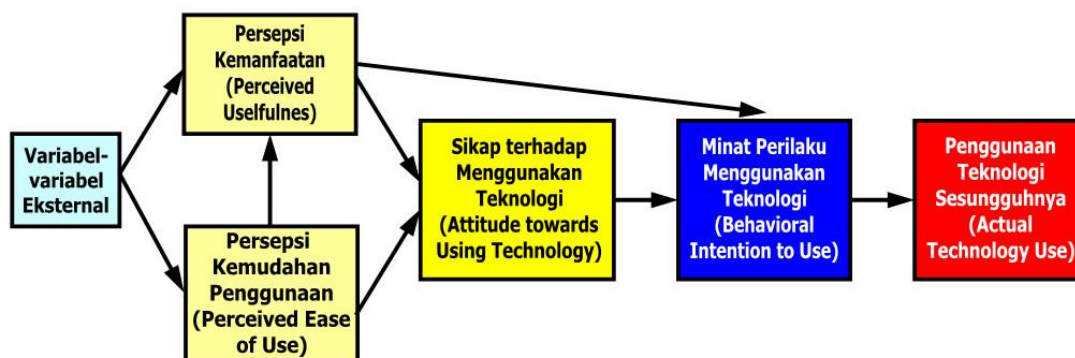 Variabel-
variabel
Eksternal
Persepsi
Kemanfaatan
(Perceived
Uselfulnes)
Persepsi
Kemudahan
Penggunaan
(Perceived Ease
of Use)
Sikap terhadap
Menggunakan
Teknologi
(Attitude towards
Using Technology)
Minat Perilaku
Menggunakan
Teknologi
(Behavioral
Intention to Use)
Penggunaan
Teknologi
Sesungguhnya
(Actual
Technology Use)